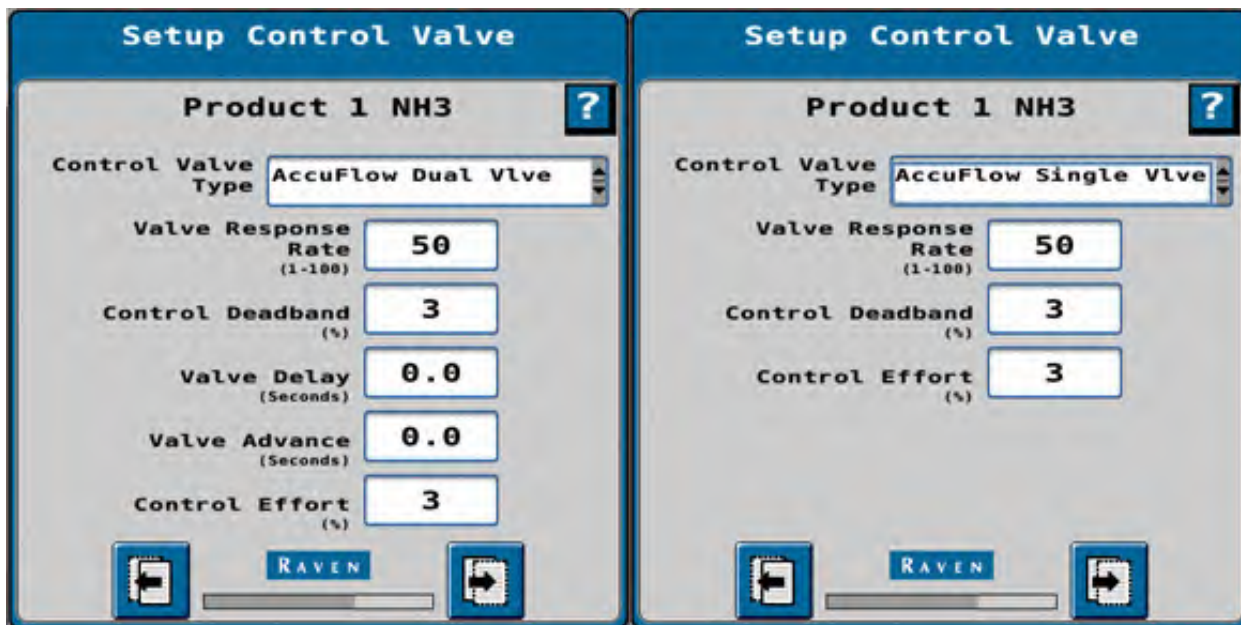 Setup Control Valve
Product 1 NH3
?
Control Valve
Type
AccuFlow Dual Vlve
Valve Response
Rate
(1-100)
50
Control Deadband
(%)
3
Valve Delay
(Seconds)
0.0
Valve Advance
(Seconds)
0.0
Control Effort
(%)
3
RAVEN
Setup Control Valve
Product 1 NH3
?
Control Valve
Type
AccuFlow Single Vlve
Valve Response
Rate
(1-100)
50
Control Deadband
(%)
3
Control Effort
(%)
3
RAVEN